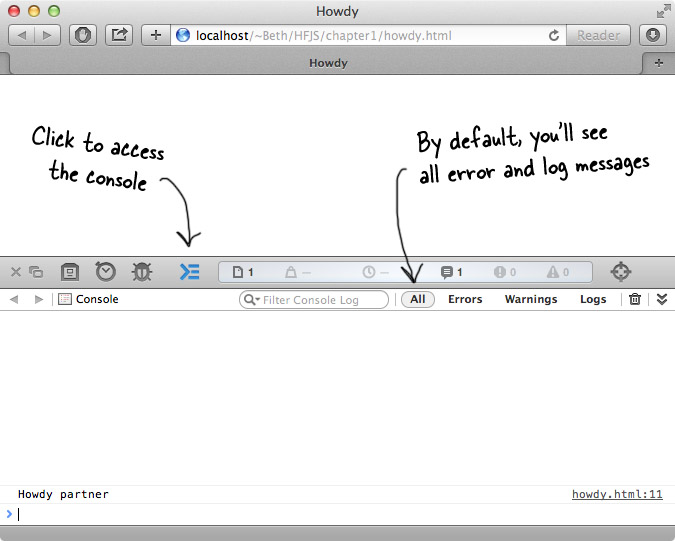 Howdy
localhost/~Beth/HFJS/chapter1/howdy.html
Reader
Howdy
Click to access
the console
By default, you'll see
all error and log messages
1 — — 1 0 0
Console
Filter Console Log
All Errors Warnings Logs
Howdy partner howdy.html:11